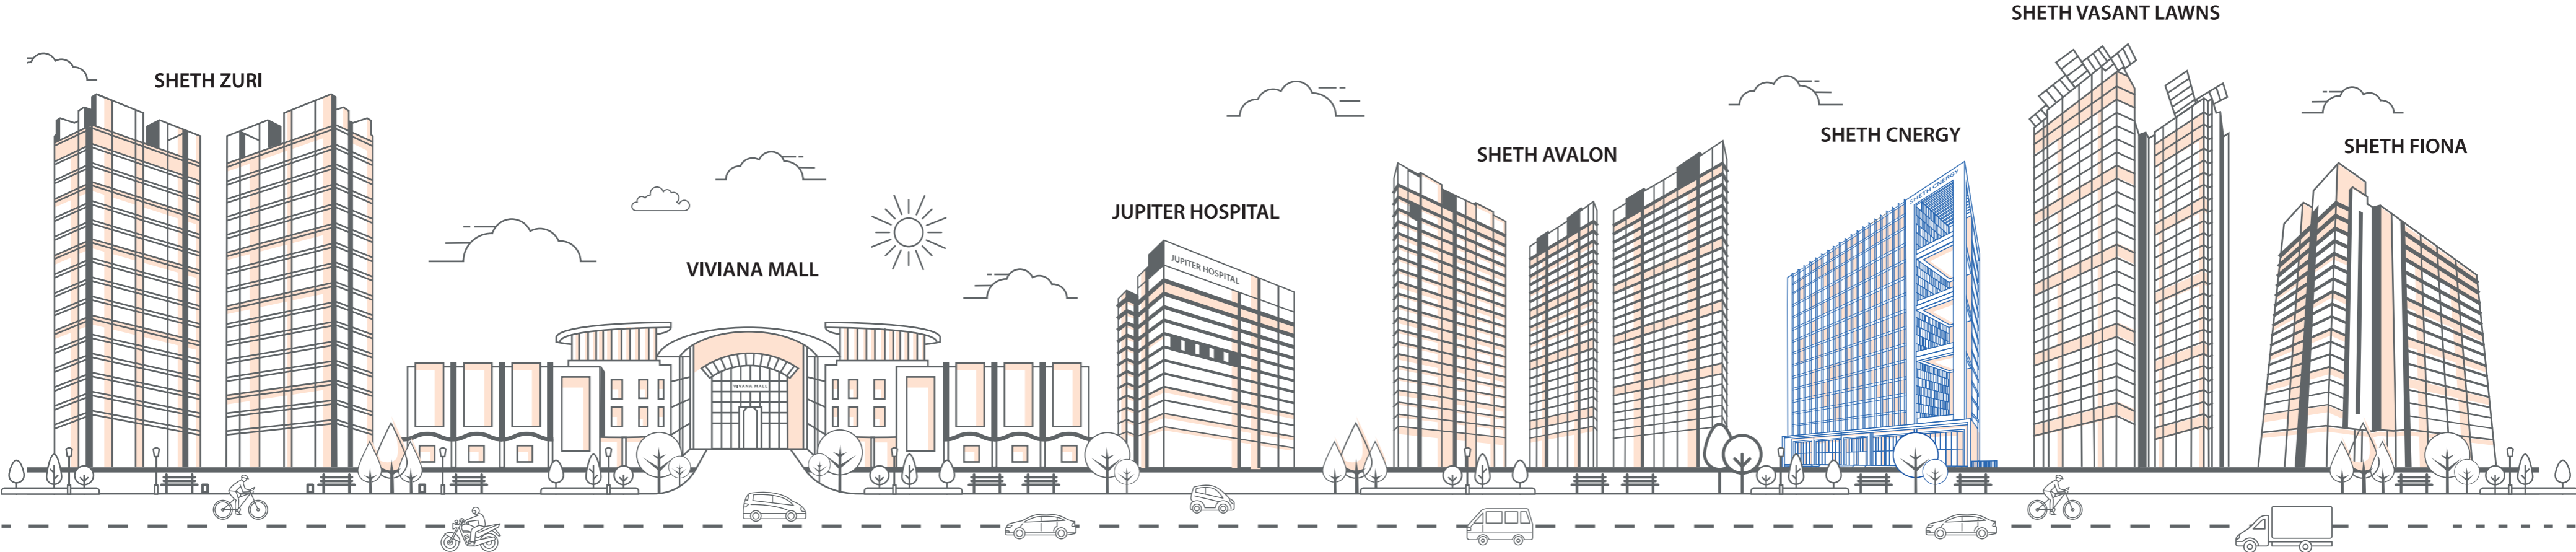 SHETH VASANT LAWNS
SHETH ZURI
SHETH CNERGY
SHETH FIONA
SHETH AVALON
SHETH CNERGY
JUPITER HOSPITAL
JUPITER HOSPITAL
VIVIANA MALL
VIVANA MALL